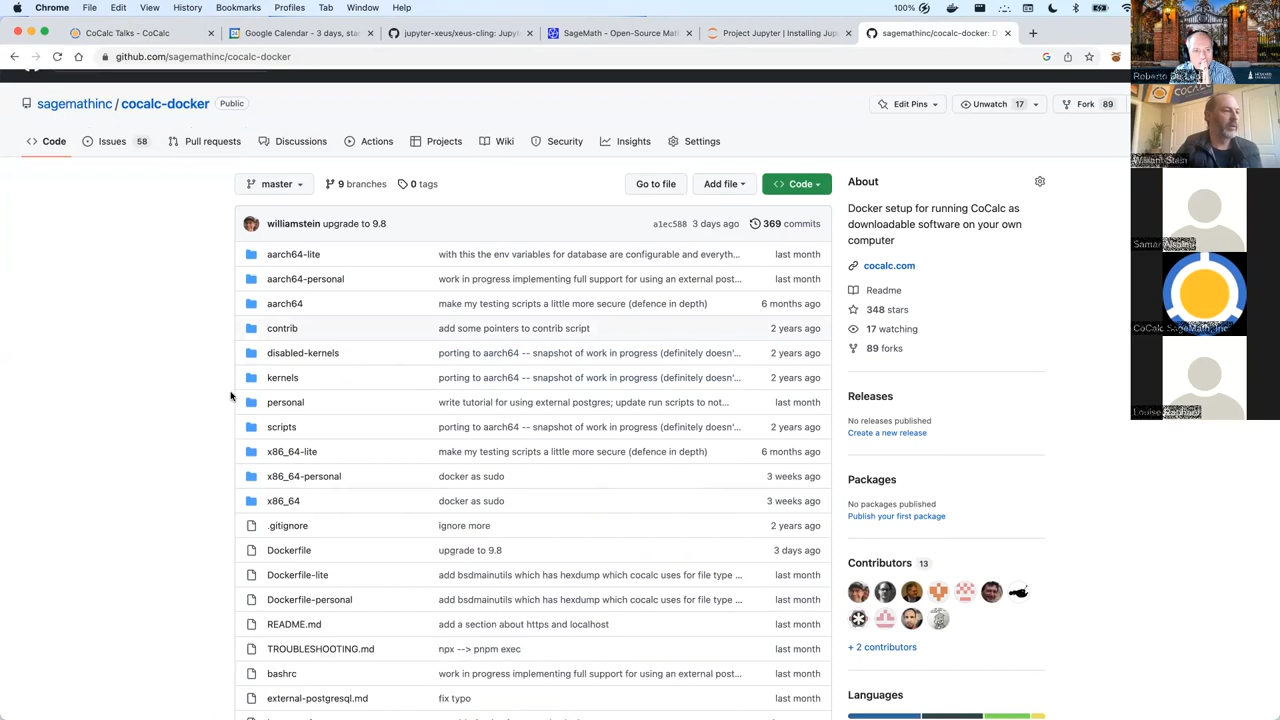 Chrome File Edit View History Bookmarks Profiles Tab Window Help 100%
CoCalc Talks - CoCalc
Google Calendar - 3 days, star
jupyter-xeus/xeus-cling: Jupy
SageMath - Open-Source Math
Project Jupyter | Installing Jup
sagemathinc/cocalc-docker: D
github.com/sagemathinc/cocalc-docker
sagemathinc / cocalc-docker Public
Edit Pins Unwatch 17 Fork 89
Code Issues 58 Pull requests Discussions Actions Projects Wiki Security Insights Settings
master 9 branches 0 tags Go to file Add file Code
williamstein upgrade to 9.8 a1ec588 3 days ago 369 commits
aarch64-lite with this the env variables for database are configurable and everyth... last month
aarch64-personal work in progress implementing full support for using an external post... last month
aarch64 make my testing scripts a little more secure (defence in depth) 6 months ago
contrib add some pointers to contrib script 2 years ago
disabled-kernels porting to aarch64 -- snapshot of work in progress (definitely doesn'... 2 years ago
kernels porting to aarch64 -- snapshot of work in progress (definitely doesn'... 2 years ago
personal write tutorial for using external postgres; update run scripts to not... last month
scripts porting to aarch64 -- snapshot of work in progress (definitely doesn'... 2 years ago
x86_64-lite make my testing scripts a little more secure (defence in depth) 6 months ago
x86_64-personal docker as sudo 3 weeks ago
x86_64 docker as sudo 3 weeks ago
.gitignore ignore more 2 years ago
Dockerfile upgrade to 9.8 3 days ago
Dockerfile-lite add bsdmainutils which has hexdump which cocalc uses for file type ... last month
Dockerfile-personal add bsdmainutils which has hexdump which cocalc uses for file type ... last month
README.md add a section about https and localhost last month
TROUBLESHOOTING.md npx --> pnpm exec last month
bashrc work in progress implementing full support for using an external post... last month
external-postgresql.md fix typo last month
About
Docker setup for running CoCalc as
downloadable software on your own
computer
cocalc.com
Readme
348 stars
17 watching
89 forks
Releases
No releases published
Create a new release
Packages
No packages published
Publish your first package
Contributors 13
+ 2 contributors
Languages
Roberto De
William Stein
Samar
CoCalc SageMath, Inc.
Louise Raphael